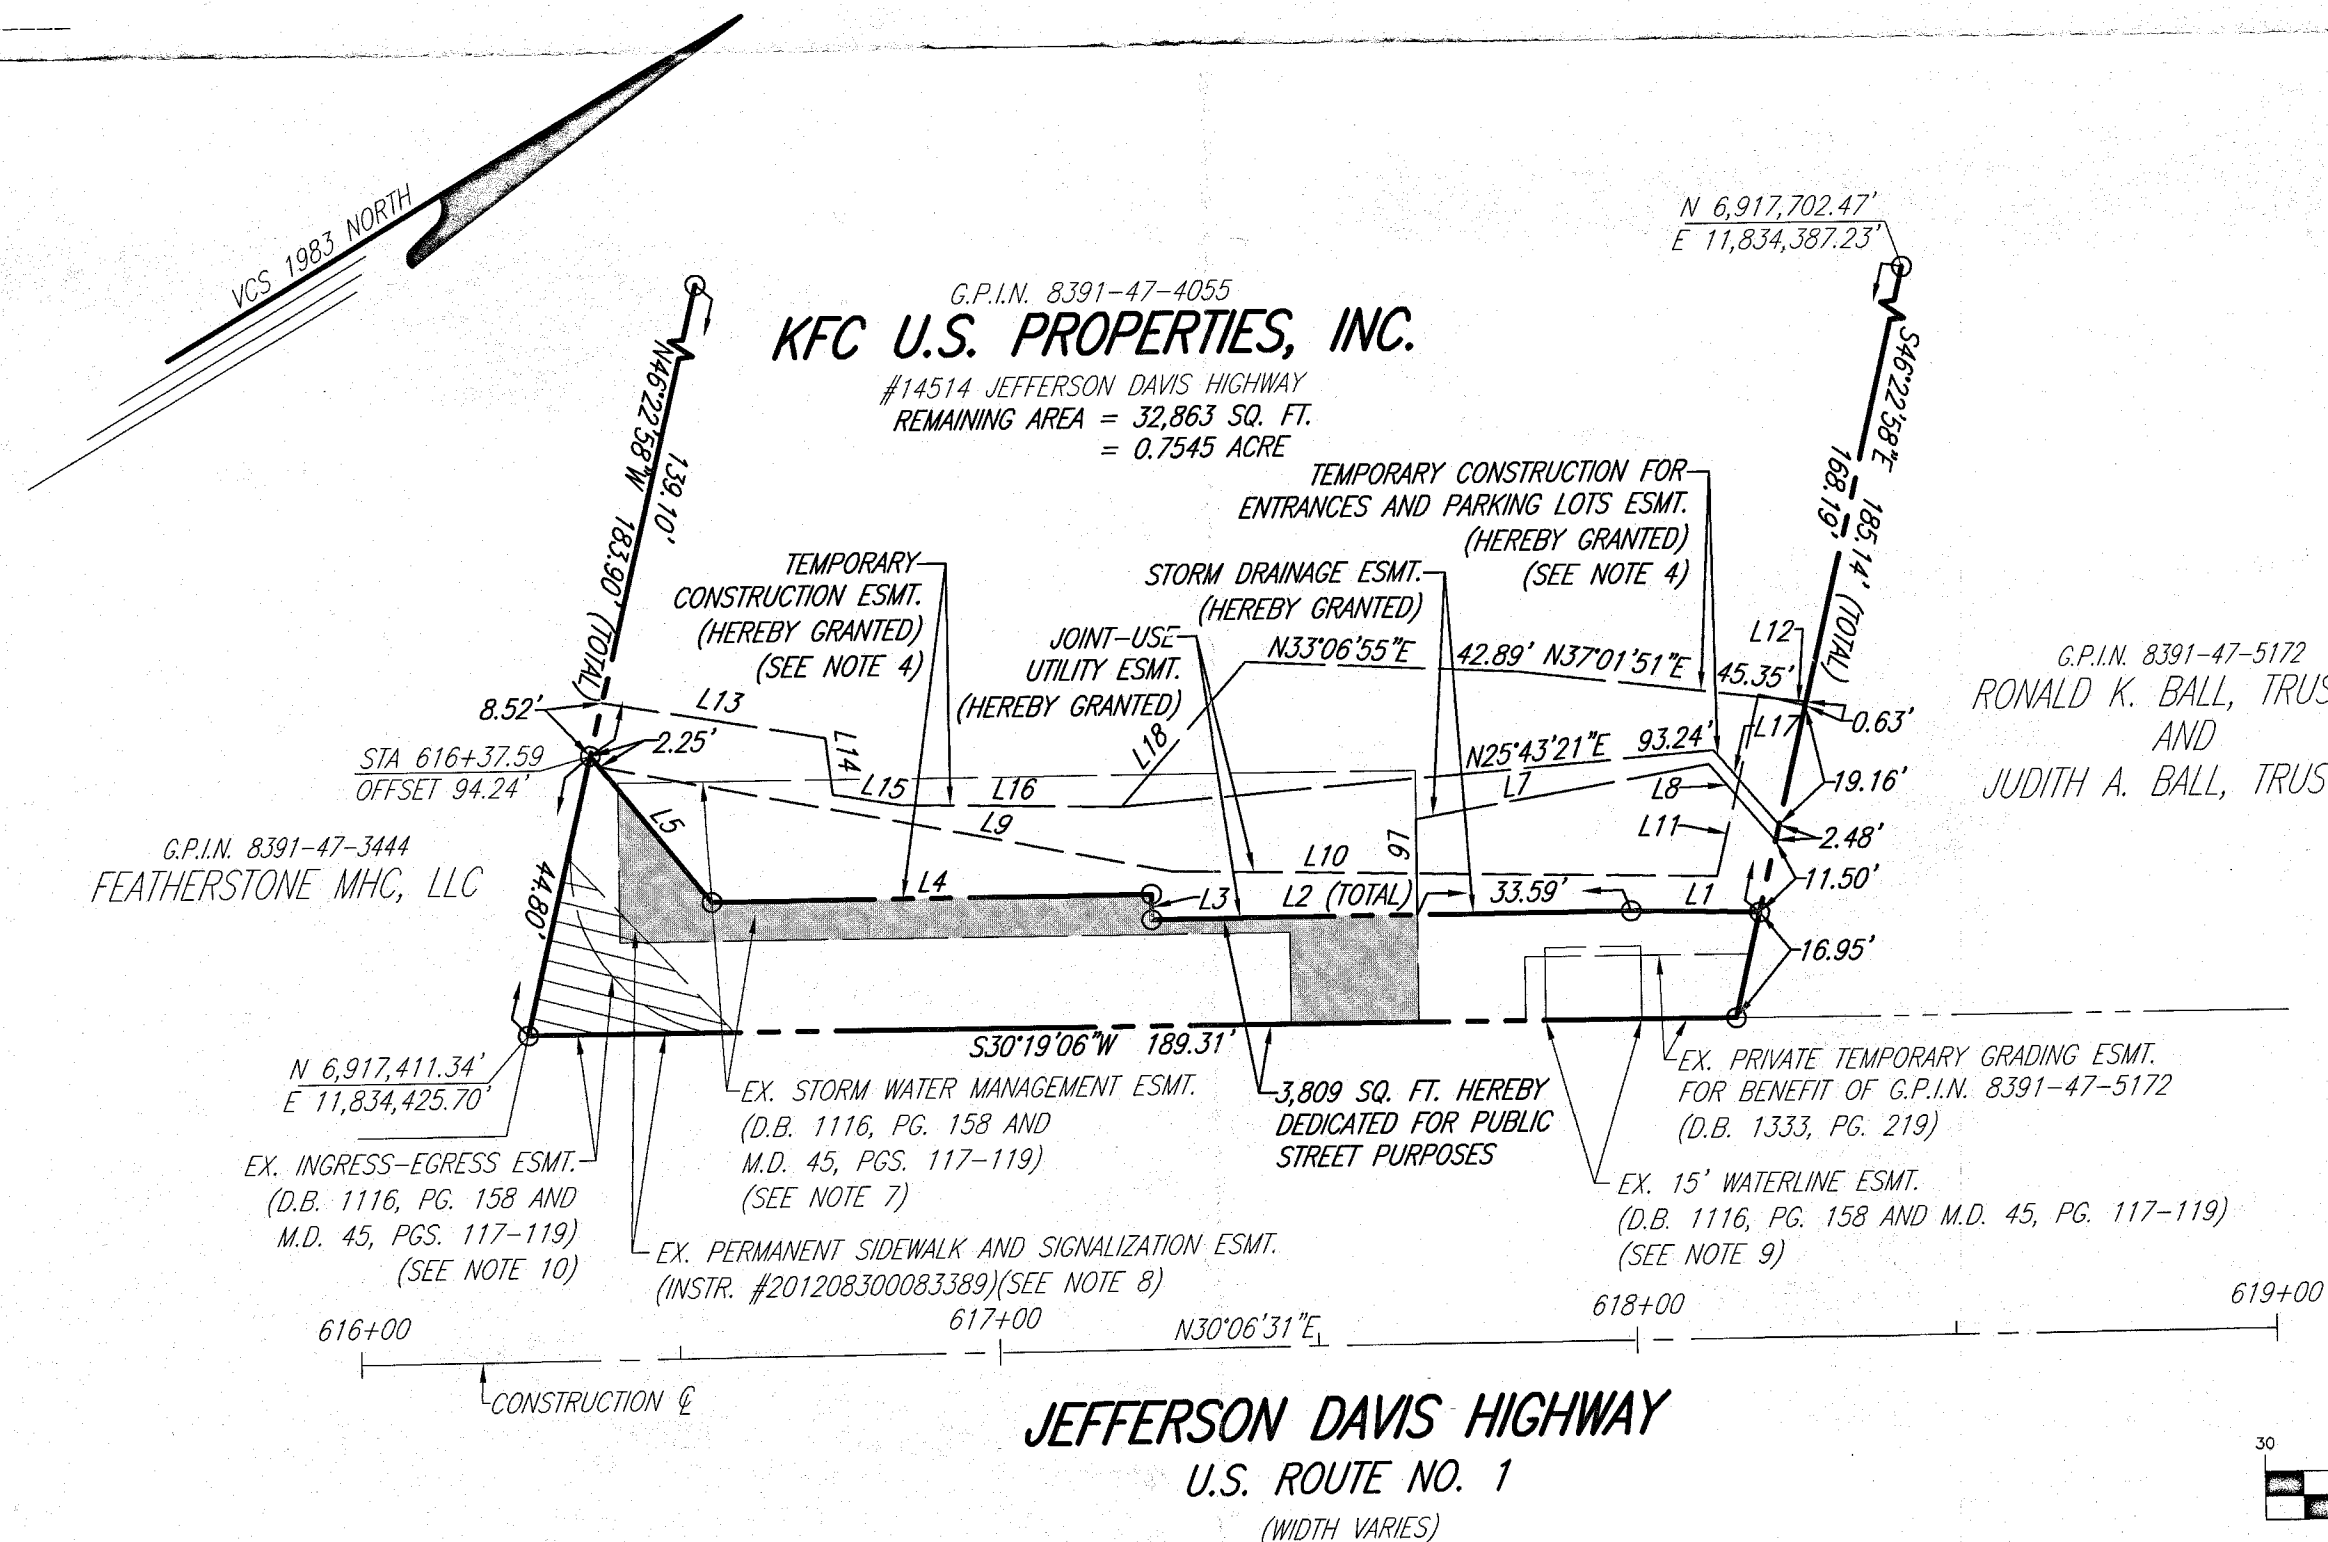 VCS 1983 NORTH
N 6,917,702.47'
E 11,834,387.23'
G.P.I.N. 8391-47-4055
KFC U.S. PROPERTIES, INC.
#14514 JEFFERSON DAVIS HIGHWAY
REMAINING AREA = 32,863 SQ. FT.
= 0.7545 ACRE
N46°22'58"W 183.90' (TOTAL)
139.10'
S46°22'58"E 185.14' (TOTAL)
168.19'
TEMPORARY CONSTRUCTION FOR
ENTRANCES AND PARKING LOTS ESMT.
(HEREBY GRANTED)
(SEE NOTE 4)
TEMPORARY
CONSTRUCTION ESMT.
(HEREBY GRANTED)
(SEE NOTE 4)
STORM DRAINAGE ESMT.
(HEREBY GRANTED)
JOINT-USE
UTILITY ESMT.
(HEREBY GRANTED)
N33°06'55"E 42.89'
N37°01'51"E 45.35'
L12
G.P.I.N. 8391-47-5172
RONALD K. BALL, TRUS
AND
JUDITH A. BALL, TRUS
8.52'
L13
2.25'
L14
L18
L17
0.63'
STA 616+37.59
OFFSET 94.24'
N25°43'21"E 93.24'
L15
L16
L7
L8
19.16'
L5
L9
L11
2.48'
G.P.I.N. 8391-47-3444
FEATHERSTONE MHC, LLC
L10
L6
44.80'
L4
L3
L2 (TOTAL)
33.59'
L1
11.50'
16.95'
S30°19'06"W 189.31'
N 6,917,411.34'
E 11,834,425.70'
EX. STORM WATER MANAGEMENT ESMT.
(D.B. 1116, PG. 158 AND
M.D. 45, PGS. 117-119)
(SEE NOTE 7)
3,809 SQ. FT. HEREBY
DEDICATED FOR PUBLIC
STREET PURPOSES
EX. PRIVATE TEMPORARY GRADING ESMT.
FOR BENEFIT OF G.P.I.N. 8391-47-5172
(D.B. 1333, PG. 219)
EX. INGRESS-EGRESS ESMT.
(D.B. 1116, PG. 158 AND
M.D. 45, PGS. 117-119)
(SEE NOTE 10)
EX. 15' WATERLINE ESMT.
(D.B. 1116, PG. 158 AND M.D. 45, PG. 117-119)
(SEE NOTE 9)
EX. PERMANENT SIDEWALK AND SIGNALIZATION ESMT.
(INSTR. #201208300083389)(SEE NOTE 8)
616+00
617+00
N30°06'31"E
618+00
619+00
CONSTRUCTION ℄
JEFFERSON DAVIS HIGHWAY
U.S. ROUTE NO. 1
(WIDTH VARIES)
30